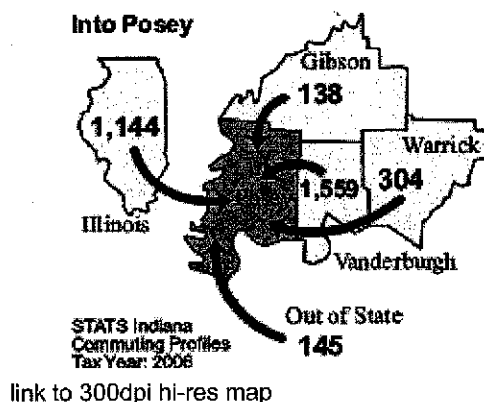 Into Posey
Gibson
138
1,144
Warrick
1,559
304
Illinois
Vanderburgh
Out of State
145
STATS Indiana
Commuting Profiles
Tax Year: 2006
link to 300dpi hi-res map